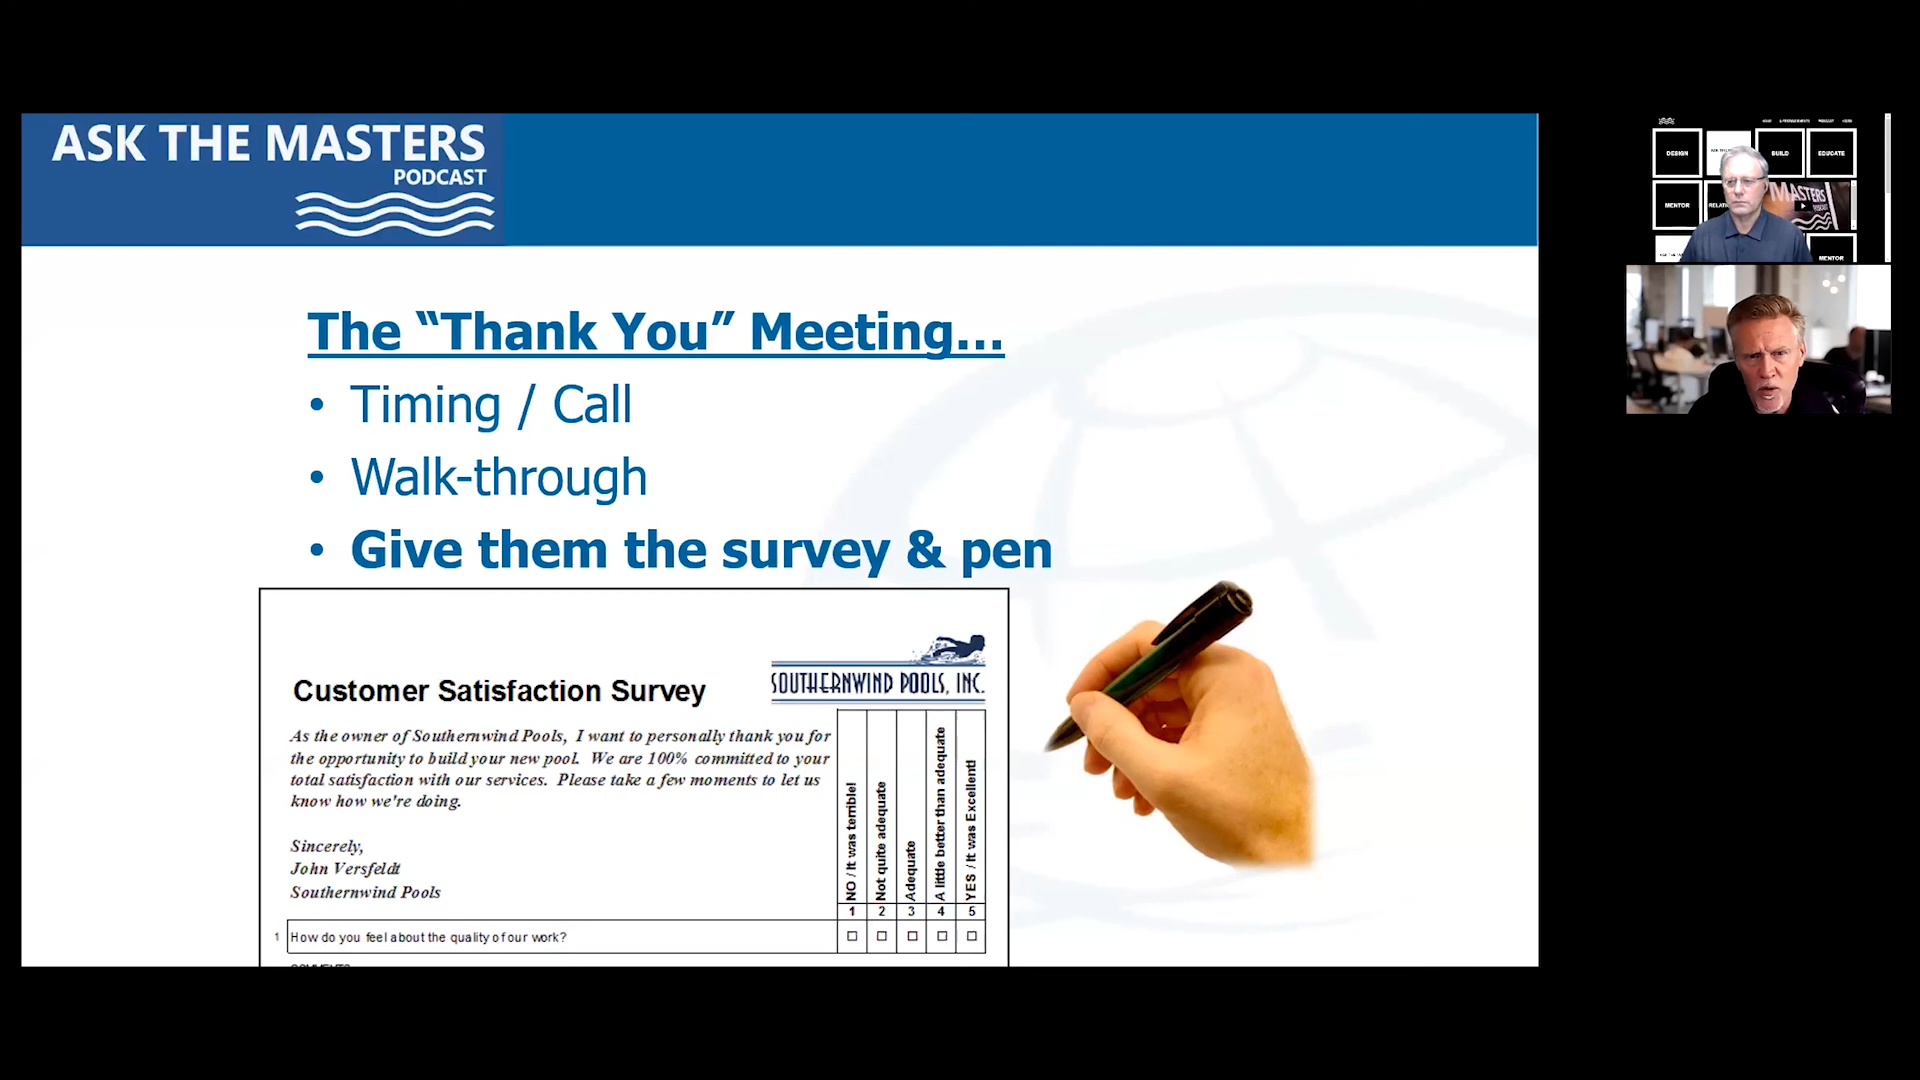 ASK THE MASTERS
PODCAST
The “Thank You” Meeting...
• Timing / Call
• Walk-through
• Give them the survey & pen
SOUTHERNWIND POOLS, INC.
Customer Satisfaction Survey
As the owner of Southernwind Pools, I want to personally thank you for
the opportunity to build your new pool. We are 100% committed to your
total satisfaction with our services. Please take a few moments to let us
know how we're doing.
Sincerely,
John Versfeldt
Southernwind Pools
NO / It was terrible!
Not quite adequate
Adequate
A little better than adequate
YES / It was Excellent!
1 2 3 4 5
1 How do you feel about the quality of our work?
DESIGN
BUILD
EDUCATE
MENTOR
MASTERS
MENTOR